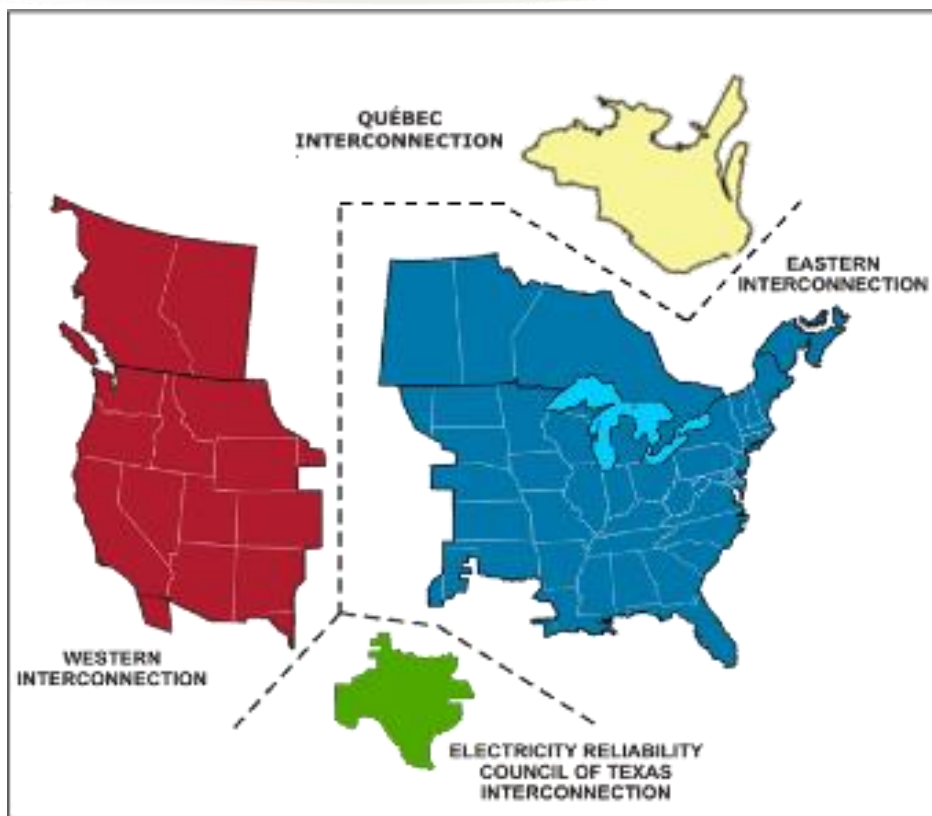 QUÉBEC
INTERCONNECTION
EASTERN
INTERCONNECTION
WESTERN
INTERCONNECTION
ELECTRICITY RELIABILITY
COUNCIL OF TEXAS
INTERCONNECTION